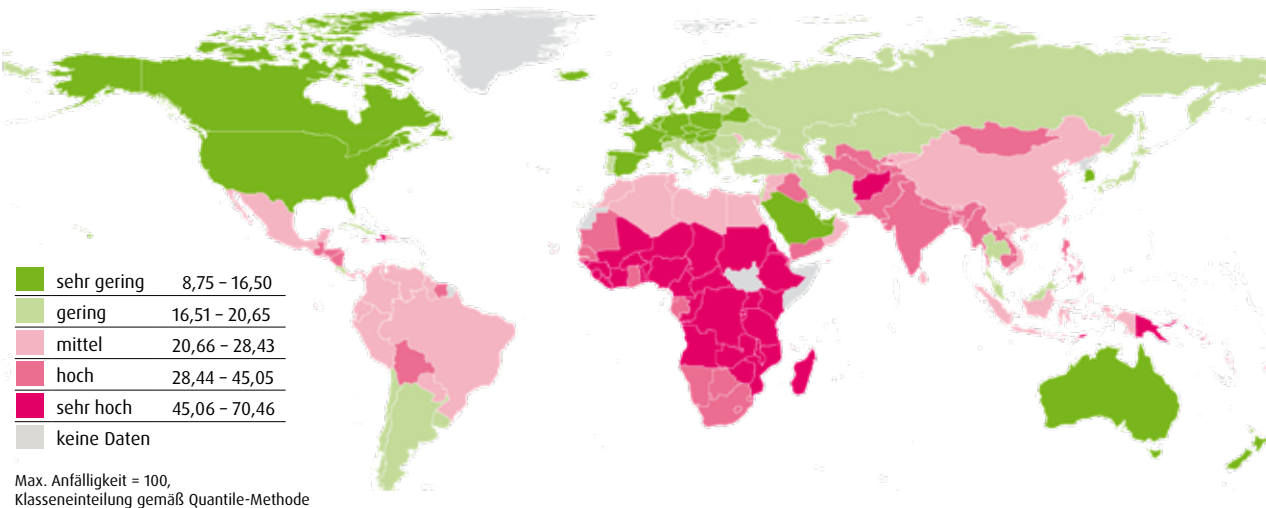 sehr gering 8,75 – 16,50
gering 16,51 – 20,65
mittel 20,66 – 28,43
hoch 28,44 – 45,05
sehr hoch 45,06 – 70,46
keine Daten
Max. Anfälligkeit = 100,
Klasseneinteilung gemäß Quantile-Methode